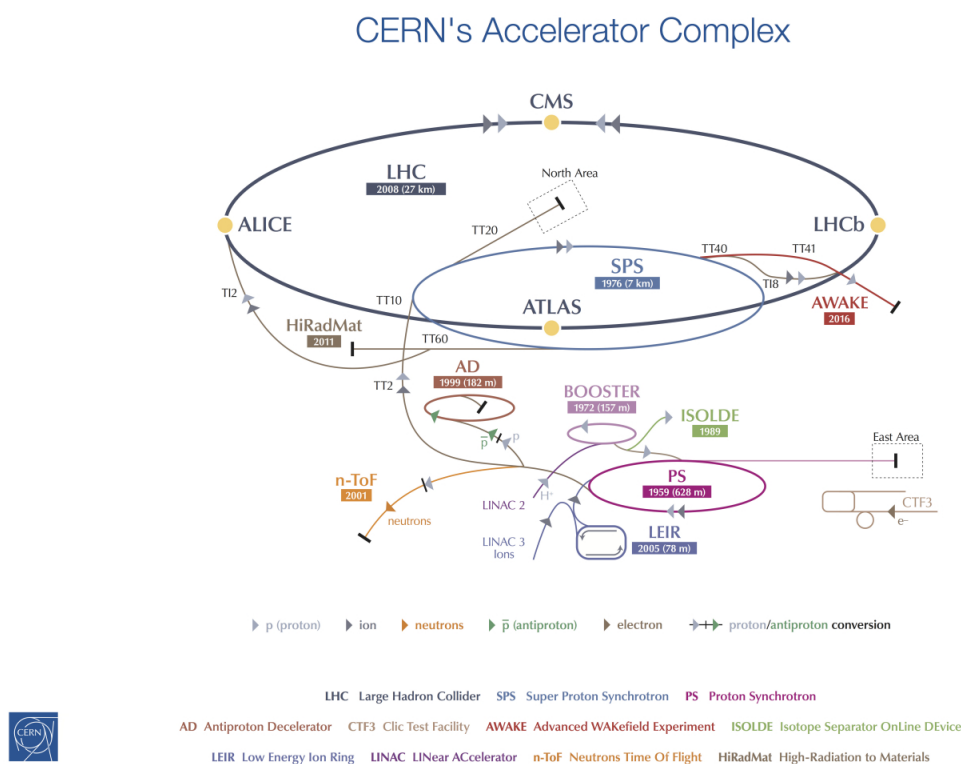 CERN's Accelerator Complex
CMS
LHC
2008 (27 km)
North Area
ALICE
TT20
LHCb
TT40
TT41
SPS
1976 (7 km)
TI8
TI2
TT10
ATLAS
AWAKE
2016
HiRadMat
2011
TT60
AD
1999 (182 m)
TT2
BOOSTER
1972 (157 m)
ISOLDE
1989
p
p̅
East Area
n-ToF
2001
PS
1959 (628 m)
H+
LINAC 2
neutrons
CTF3
e–
LEIR
2005 (78 m)
LINAC 3
Ions
p (proton)
ion
neutrons
p̅ (antiproton)
electron
proton/antiproton conversion
LHC Large Hadron Collider SPS Super Proton Synchrotron PS Proton Synchrotron
AD Antiproton Decelerator CTF3 Clic Test Facility AWAKE Advanced WAKefield Experiment ISOLDE Isotope Separator OnLine DEvice
LEIR Low Energy Ion Ring LINAC LINear ACcelerator n-ToF Neutrons Time Of Flight HiRadMat High-Radiation to Materials
CERN